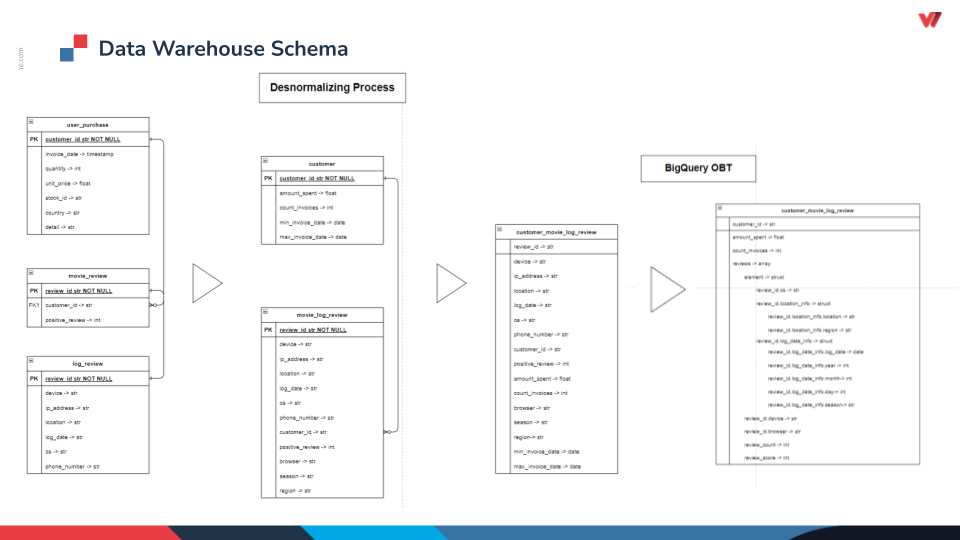 Data Warehouse Schema
Desnormalizing Process
user_purchase
PK customer_id str NOT NULL
invoice_date -> timestamp
quantity -> int
unit_price -> float
stock_id -> str
country -> str
detail -> str
movie_review
PK review_id str NOT NULL
FK1 customer_id -> str
positive_review -> int
log_review
PK review_id str NOT NULL
device -> str
ip_address -> str
location -> str
log_date -> str
os -> str
phone_number -> str
customer
PK customer_id str NOT NULL
amount_spent -> float
count_invoices -> int
min_invoice_date -> date
max_invoice_date -> date
movie_log_review
PK review_id str NOT NULL
device -> str
ip_address -> str
location -> str
log_date -> str
os -> str
phone_number -> str
customer_id -> str
positive_review -> int
browser -> str
season -> str
region -> str
customer_movie_log_review
review_id -> str
device -> str
ip_address -> str
location -> str
log_date -> str
os -> str
phone_number -> str
customer_id -> str
positive_review -> int
amount_spent -> float
count_invoices -> int
browser -> str
season -> str
region-> str
min_invoice_date -> date
max_invoice_date -> date
BigQuery OBT
customer_movie_log_review
customer_id -> str
amount_spent -> float
count_invoices -> int
reviews -> array
element -> struct
review_id.os -> str
review_id.location_info -> struct
review_id.location_info.location -> str
review_id.location_info.region -> str
review_id.log_date_info -> struct
review_id.log_date_info.log_date -> date
review_id.log_date_info.year -> int
review_id.log_date_info.month-> int
review_id.log_date_info.day-> int
review_id.log_date_info.season-> str
review_id.device -> str
review_id.browser -> str
review_count -> int
review_score -> int